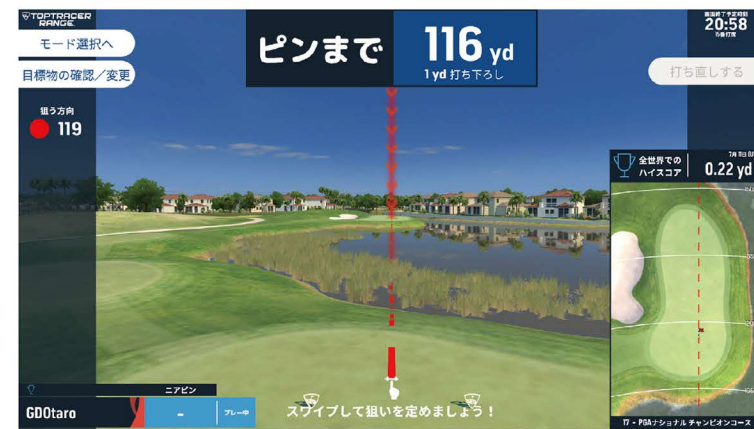 TOPTRACER
RANGE
モード選択へ
目標物の確認／変更
狙う方向
119
ピンまで
116 yd
1 yd 打ち下ろし
20:58
打ち直しする
全世界での
ハイスコア
0.22 yd
ニアピン
GDOtaro
-
プレー中
スワイプして狙いを定めましょう！
17 - PGAナショナル チャンピオンコース